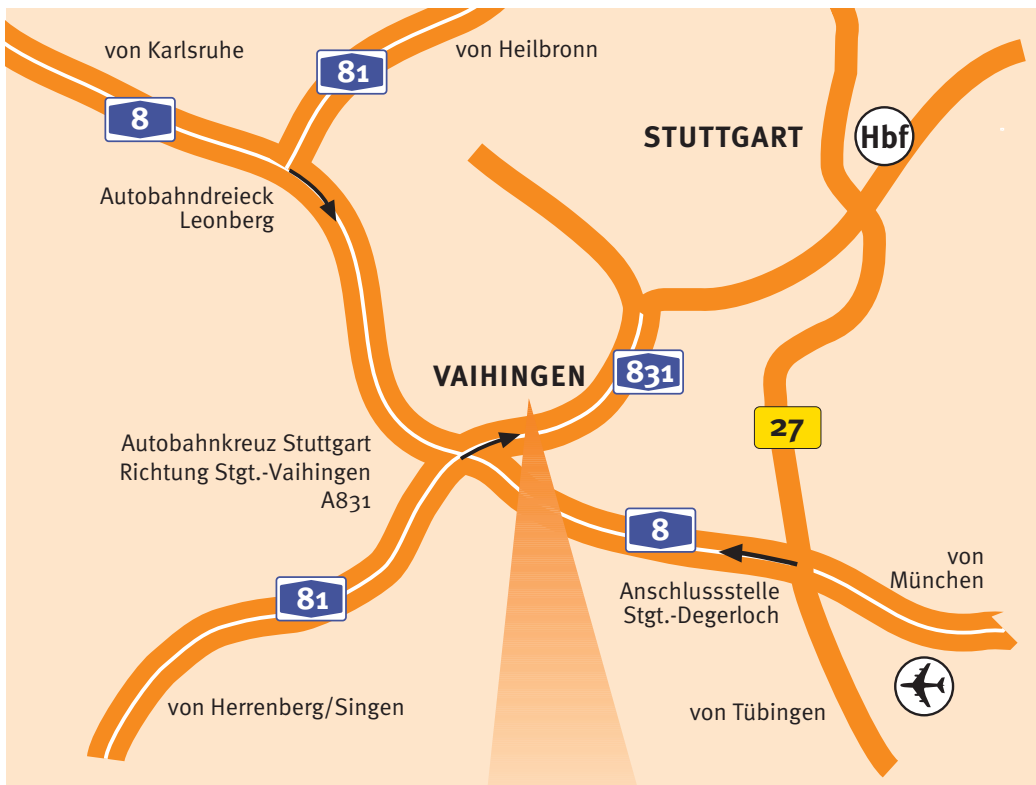 von Karlsruhe
81
von Heilbronn
8
STUTTGART
Hbf
Autobahndreieck
Leonberg
VAIHINGEN
831
27
Autobahnkreuz Stuttgart
Richtung Stgt.-Vaihingen
A831
8
von
München
Anschlussstelle
Stgt.-Degerloch
81
von Herrenberg/Singen
von Tübingen